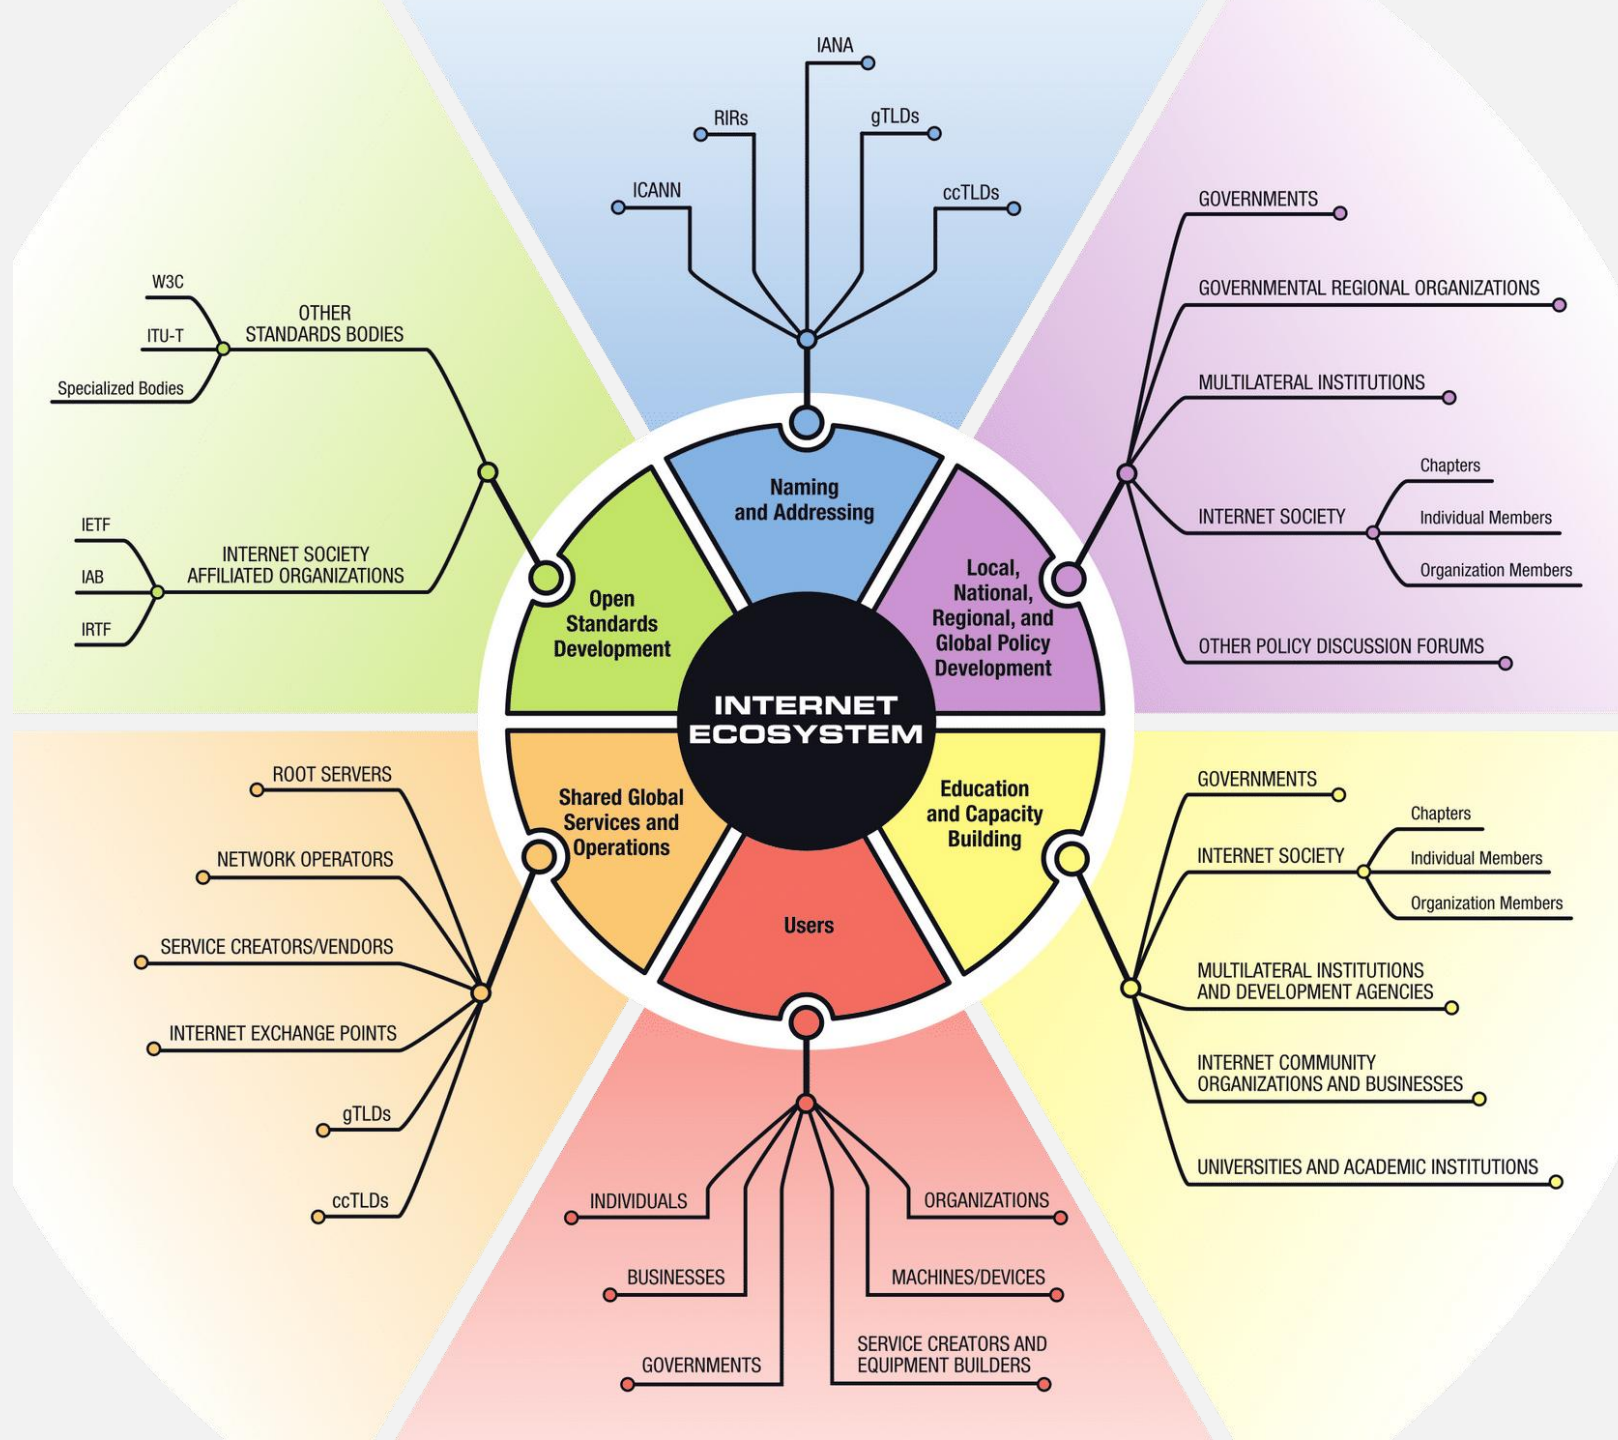 IANA
RIRs
gTLDs
ICANN
ccTLDs
GOVERNMENTS
GOVERNMENTAL REGIONAL ORGANIZATIONS
MULTILATERAL INSTITUTIONS
Chapters
INTERNET SOCIETY
Individual Members
Organization Members
OTHER POLICY DISCUSSION FORUMS
W3C
OTHER
STANDARDS BODIES
ITU-T
Specialized Bodies
IETF
INTERNET SOCIETY
AFFILIATED ORGANIZATIONS
IAB
IRTF
Naming
and Addressing
Local,
National,
Regional, and
Global Policy
Development
Open
Standards
Development
INTERNET
ECOSYSTEM
Shared Global
Services and
Operations
Education
and Capacity
Building
Users
ROOT SERVERS
NETWORK OPERATORS
SERVICE CREATORS/VENDORS
INTERNET EXCHANGE POINTS
gTLDs
ccTLDs
GOVERNMENTS
Chapters
INTERNET SOCIETY
Individual Members
Organization Members
MULTILATERAL INSTITUTIONS
AND DEVELOPMENT AGENCIES
INTERNET COMMUNITY
ORGANIZATIONS AND BUSINESSES
UNIVERSITIES AND ACADEMIC INSTITUTIONS
INDIVIDUALS
ORGANIZATIONS
BUSINESSES
MACHINES/DEVICES
GOVERNMENTS
SERVICE CREATORS AND
EQUIPMENT BUILDERS